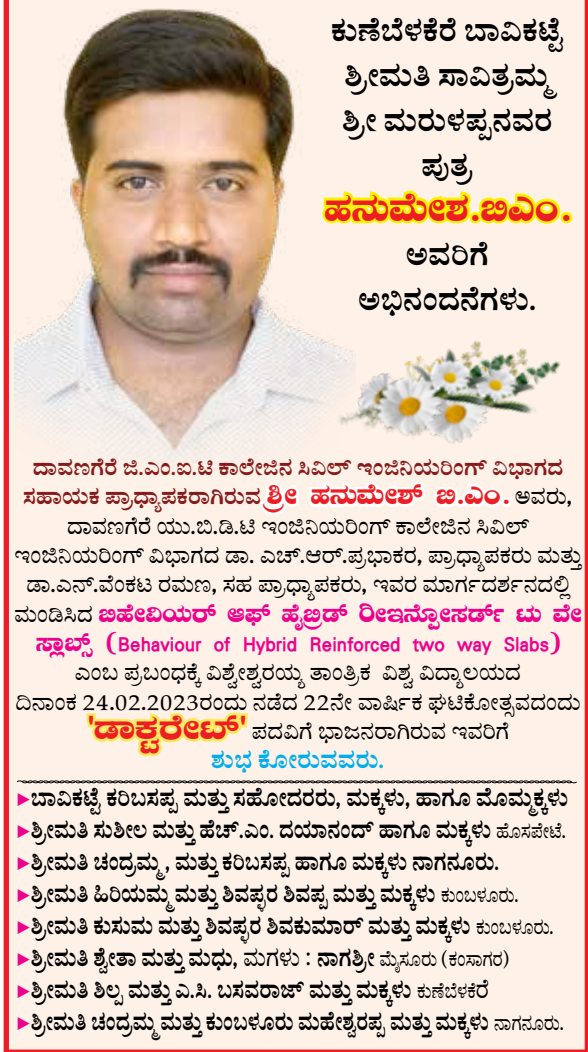 ಕುಣೆಬೆಳಕೆರೆ ಬಾವಿಕಟ್ಟೆ
ಶ್ರೀಮತಿ ಸಾವಿತ್ರಮ್ಮ
ಶ್ರೀ ಮರುಳಪ್ಪನವರ
ಪುತ್ರ
ಹನುಮೇಶ.ಬಿಎಂ.
ಅವರಿಗೆ
ಅಭಿನಂದನೆಗಳು.
ದಾವಣಗೆರೆ ಜಿ.ಎಂ.ಐ.ಟಿ ಕಾಲೇಜಿನ ಸಿವಿಲ್ ಇಂಜಿನಿಯರಿಂಗ್ ವಿಭಾಗದ
ಸಹಾಯಕ ಪ್ರಾಧ್ಯಾಪಕರಾಗಿರುವ ಶ್ರೀ ಹನುಮೇಶ್ ಬಿ.ಎಂ. ಅವರು,
ದಾವಣಗೆರೆ ಯು.ಬಿ.ಡಿ.ಟಿ ಇಂಜಿನಿಯರಿಂಗ್ ಕಾಲೇಜಿನ ಸಿವಿಲ್
ಇಂಜಿನಿಯರಿಂಗ್ ವಿಭಾಗದ ಡಾ. ಎಚ್.ಆರ್.ಪ್ರಭಾಕರ, ಪ್ರಾಧ್ಯಾಪಕರು ಮತ್ತು
ಡಾ.ಎನ್.ವೆಂಕಟ ರಮಣ, ಸಹ ಪ್ರಾಧ್ಯಾಪಕರು, ಇವರ ಮಾರ್ಗದರ್ಶನದಲ್ಲಿ
ಮಂಡಿಸಿದ ಬಿಹೇವಿಯರ್ ಆಫ್ ಹೈಬ್ರಿಡ್ ರೀಇನ್ಫೋಸರ್ಡ್ ಟು ವೇ
ಸ್ಲಾಬ್ಸ್ (Behaviour of Hybrid Reinforced two way Slabs)
ಎಂಬ ಪ್ರಬಂಧಕ್ಕೆ ವಿಶ್ವೇಶ್ವರಯ್ಯ ತಾಂತ್ರಿಕ ವಿಶ್ವ ವಿದ್ಯಾಲಯದ
ದಿನಾಂಕ 24.02.2023ರಂದು ನಡೆದ 22ನೇ ವಾರ್ಷಿಕ ಘಟಿಕೋತ್ಸವದಂದು
'ಡಾಕ್ಟರೇಟ್' ಪದವಿಗೆ ಭಾಜನರಾಗಿರುವ ಇವರಿಗೆ
ಶುಭ ಕೋರುವವರು.
➤ಬಾವಿಕಟ್ಟೆ ಕರಿಬಸಪ್ಪ ಮತ್ತು ಸಹೋದರರು, ಮಕ್ಕಳು, ಹಾಗೂ ಮೊಮ್ಮಕ್ಕಳು
➤ಶ್ರೀಮತಿ ಸುಶೀಲ ಮತ್ತು ಹೆಚ್.ಎಂ. ದಯಾನಂದ್ ಹಾಗೂ ಮಕ್ಕಳು ಹೊಸಪೇಟೆ.
➤ಶ್ರೀಮತಿ ಚಂದ್ರಮ್ಮ , ಮತ್ತು ಕರಿಬಸಪ್ಪ ಹಾಗೂ ಮಕ್ಕಳು ನಾಗನೂರು.
➤ಶ್ರೀಮತಿ ಹಿರಿಯಮ್ಮ ಮತ್ತು ಶಿವಪ್ಳರ ಶಿವಪ್ಪ ಮತ್ತು ಮಕ್ಕಳು ಕುಂಬಳೂರು.
➤ಶ್ರೀಮತಿ ಕುಸುಮ ಮತ್ತು ಶಿವಪ್ಳರ ಶಿವಕುಮಾರ್ ಮತ್ತು ಮಕ್ಕಳು ಕುಂಬಳೂರು.
➤ಶ್ರೀಮತಿ ಶ್ವೇತಾ ಮತ್ತು ಮಧು, ಮಗಳು : ನಾಗಶ್ರೀ ಮೈಸೂರು (ಕಂಸಾಗರ)
➤ಶ್ರೀಮತಿ ಶಿಲ್ಪ ಮತ್ತು ಎ.ಸಿ. ಬಸವರಾಜ್ ಮತ್ತು ಮಕ್ಕಳು ಕುಣೆಬೆಳಕೆರೆ
➤ಶ್ರೀಮತಿ ಚಂದ್ರಮ್ಮ ಮತ್ತು ಕುಂಬಳೂರು ಮಹೇಶ್ವರಪ್ಪ ಮತ್ತು ಮಕ್ಕಳು ನಾಗನೂರು.